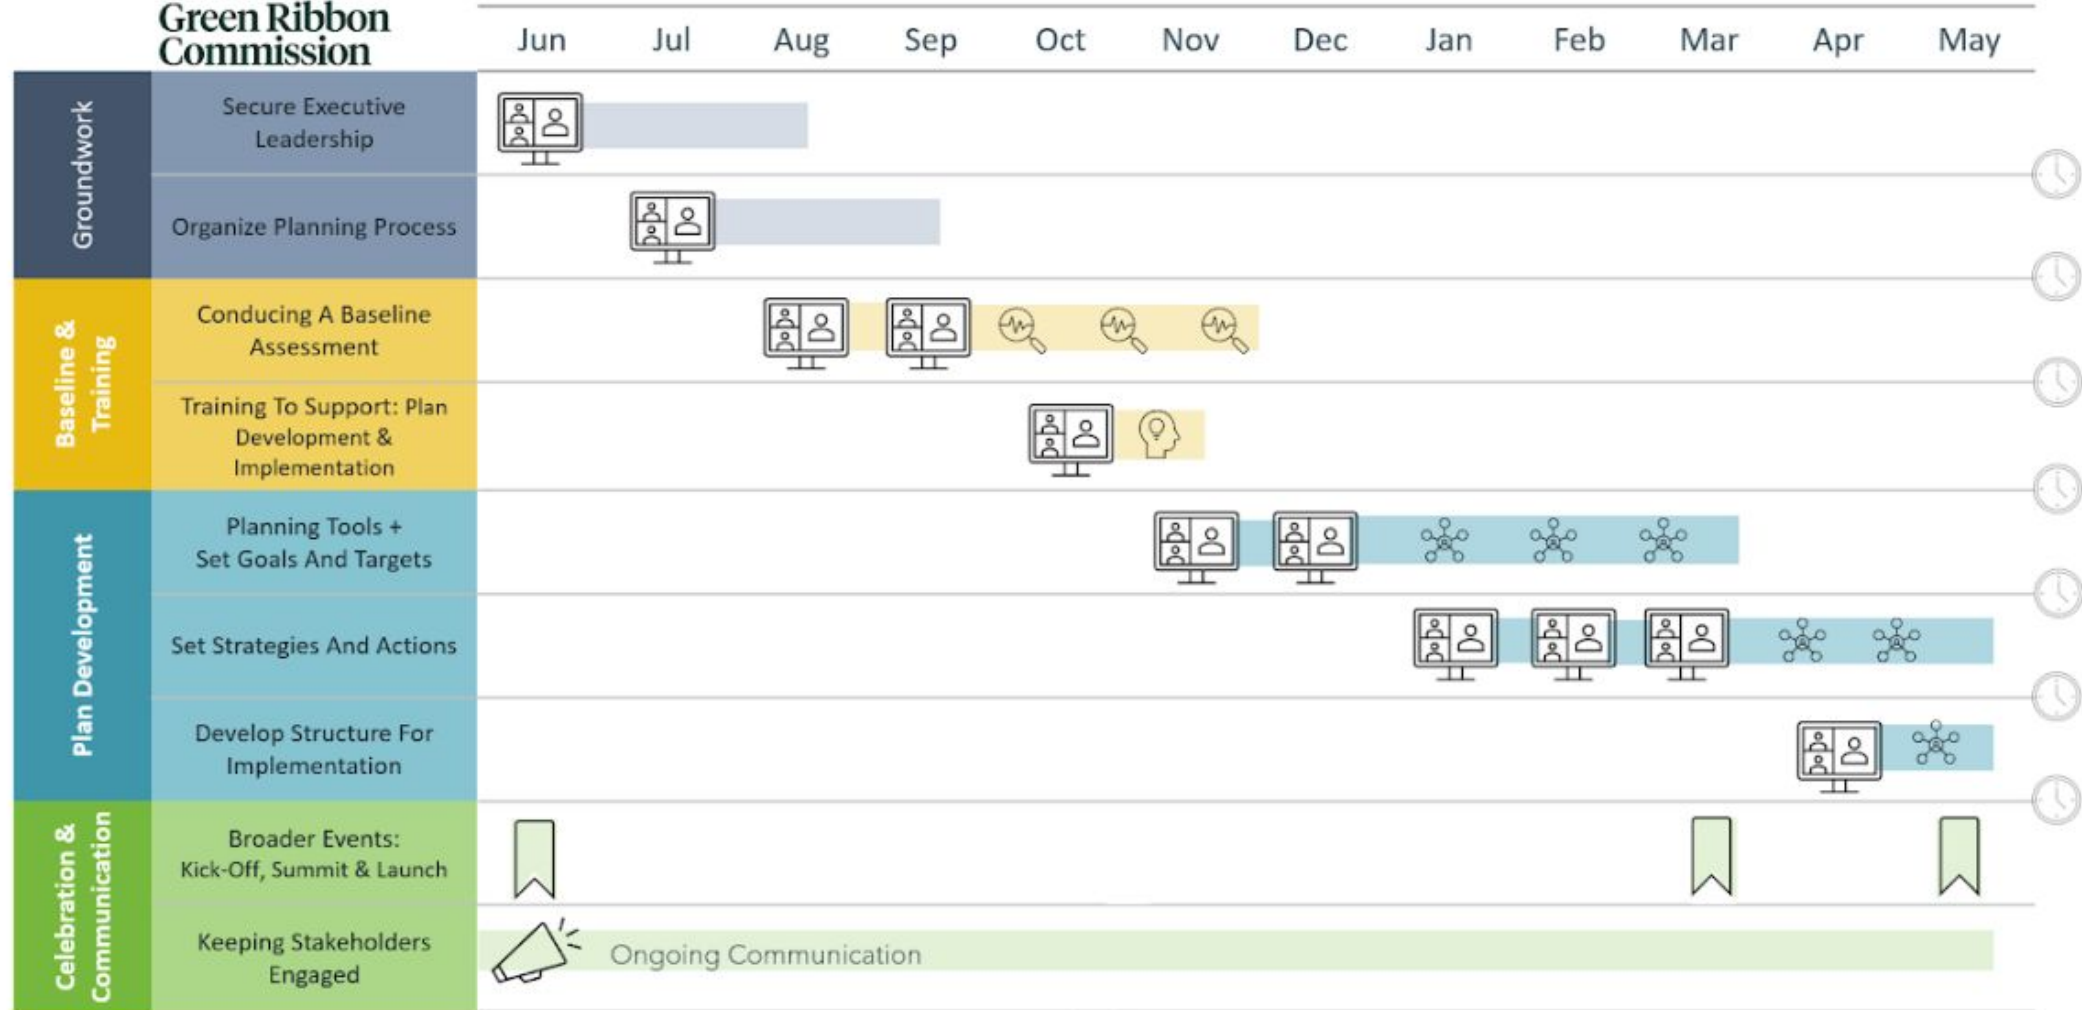 Green Ribbon
Commission
Jun Jul Aug Sep Oct Nov Dec Jan Feb Mar Apr May
Groundwork
Secure Executive
Leadership
Organize Planning Process
Baseline &
Training
Conducing A Baseline
Assessment
Training To Support: Plan
Development &
Implementation
Plan Development
Planning Tools +
Set Goals And Targets
Set Strategies And Actions
Develop Structure For
Implementation
Celebration &
Communication
Broader Events:
Kick-Off, Summit & Launch
Keeping Stakeholders
Engaged
Ongoing Communication